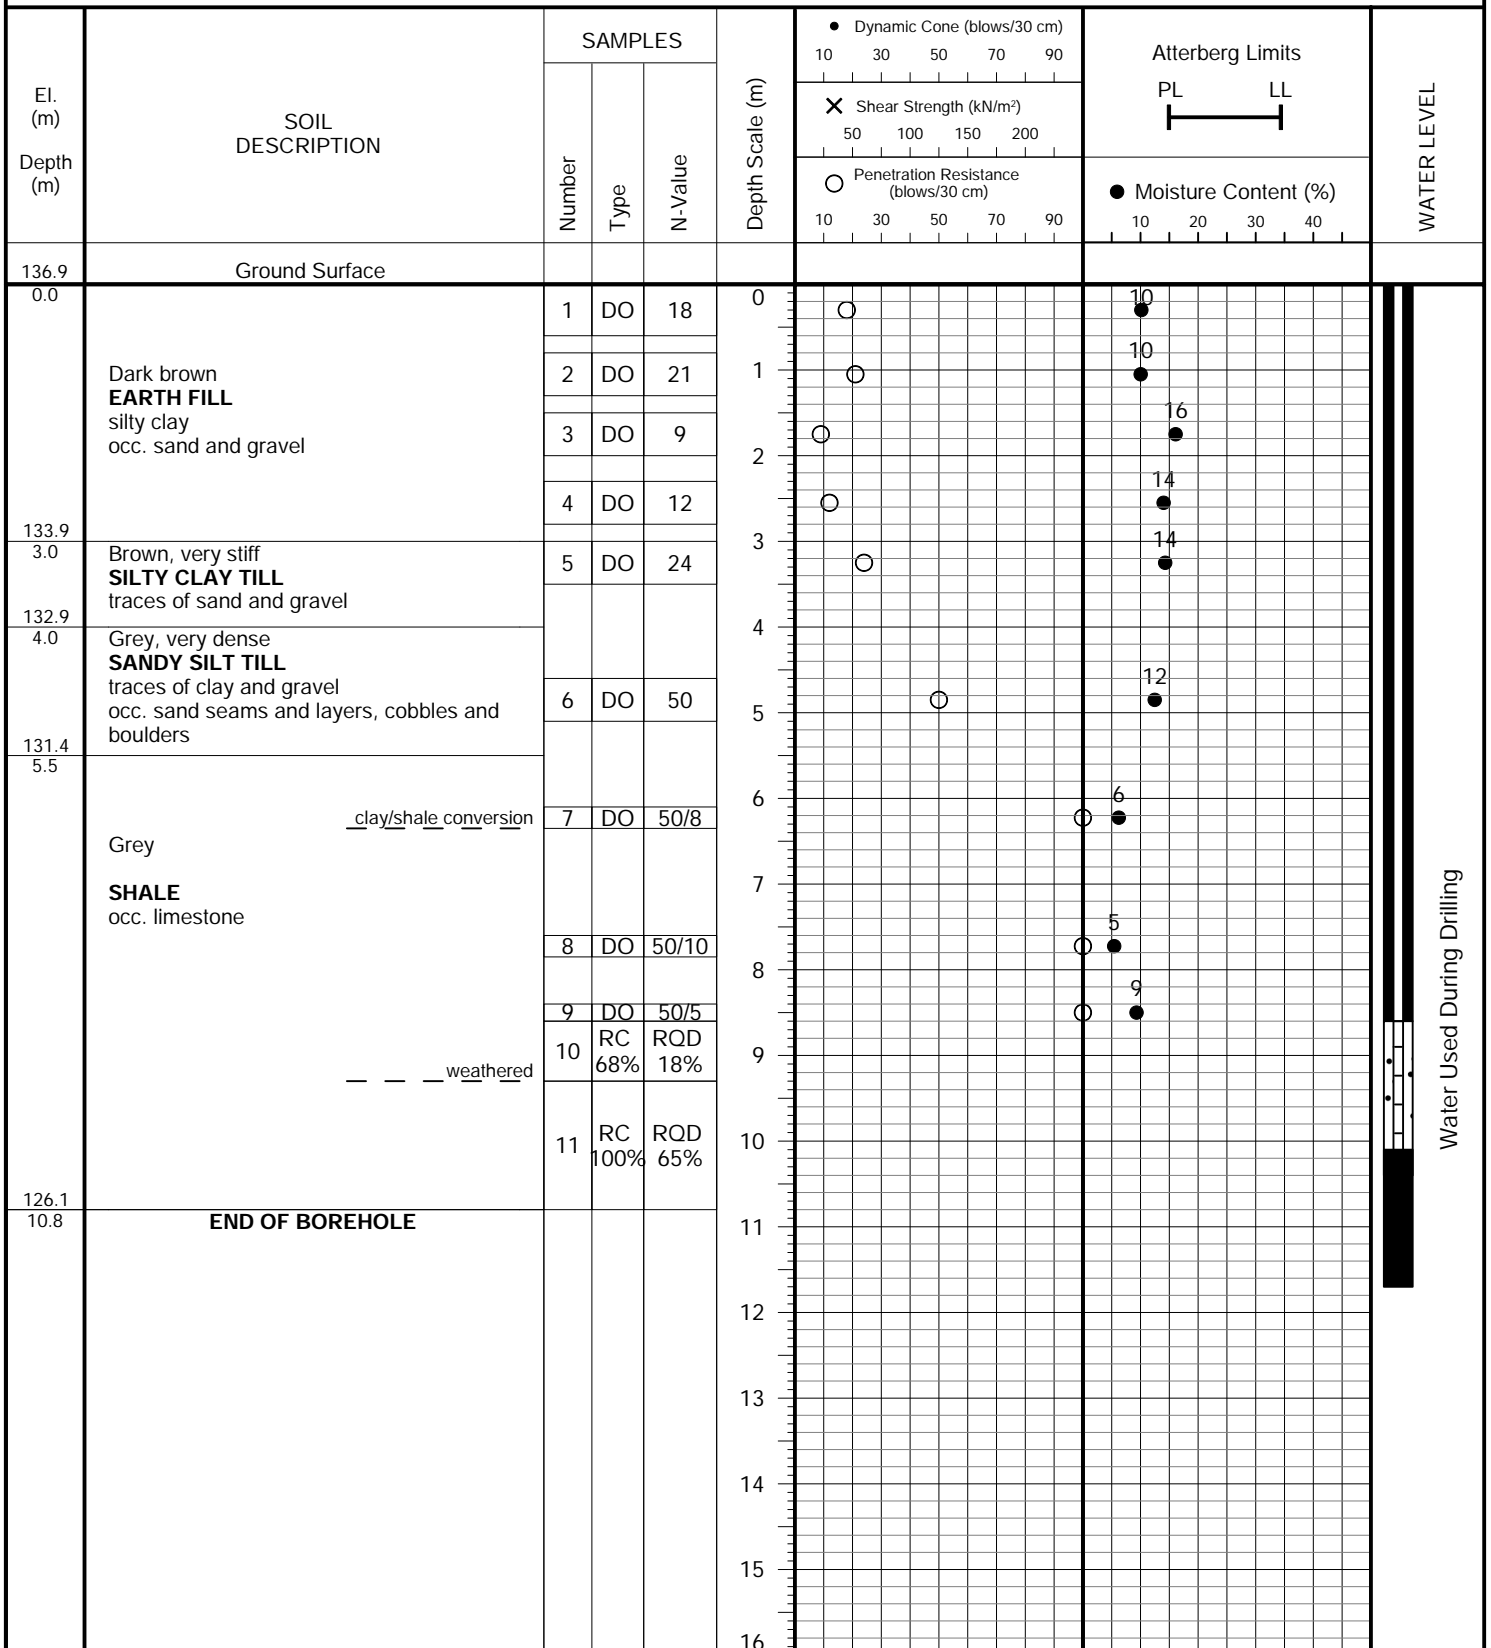 El.
(m)
Depth
(m)
SOIL
DESCRIPTION
SAMPLES
Number
Type
N-Value
Depth Scale (m)
Dynamic Cone (blows/30 cm)
10 30 50 70 90
Shear Strength (kN/m²)
50 100 150 200
Penetration Resistance
(blows/30 cm)
10 30 50 70 90
Atterberg Limits
PL LL
Moisture Content (%)
10 20 30 40
WATER LEVEL
136.9
Ground Surface
0.0
Dark brown
EARTH FILL
silty clay
occ. sand and gravel
133.9
3.0
Brown, very stiff
SILTY CLAY TILL
traces of sand and gravel
132.9
4.0
Grey, very dense
SANDY SILT TILL
traces of clay and gravel
occ. sand seams and layers, cobbles and
boulders
131.4
5.5
clay/shale conversion
Grey
SHALE
occ. limestone
weathered
126.1
10.8
END OF BOREHOLE
1 DO 18
2 DO 21
3 DO 9
4 DO 12
5 DO 24
6 DO 50
7 DO 50/8
8 DO 50/10
9 DO 50/5
10 RC 68% RQD 18%
11 RC 100% RQD 65%
0
1
2
3
4
5
6
7
8
9
10
11
12
13
14
15
16
10
10
16
14
14
12
6
5
9
Water Used During Drilling